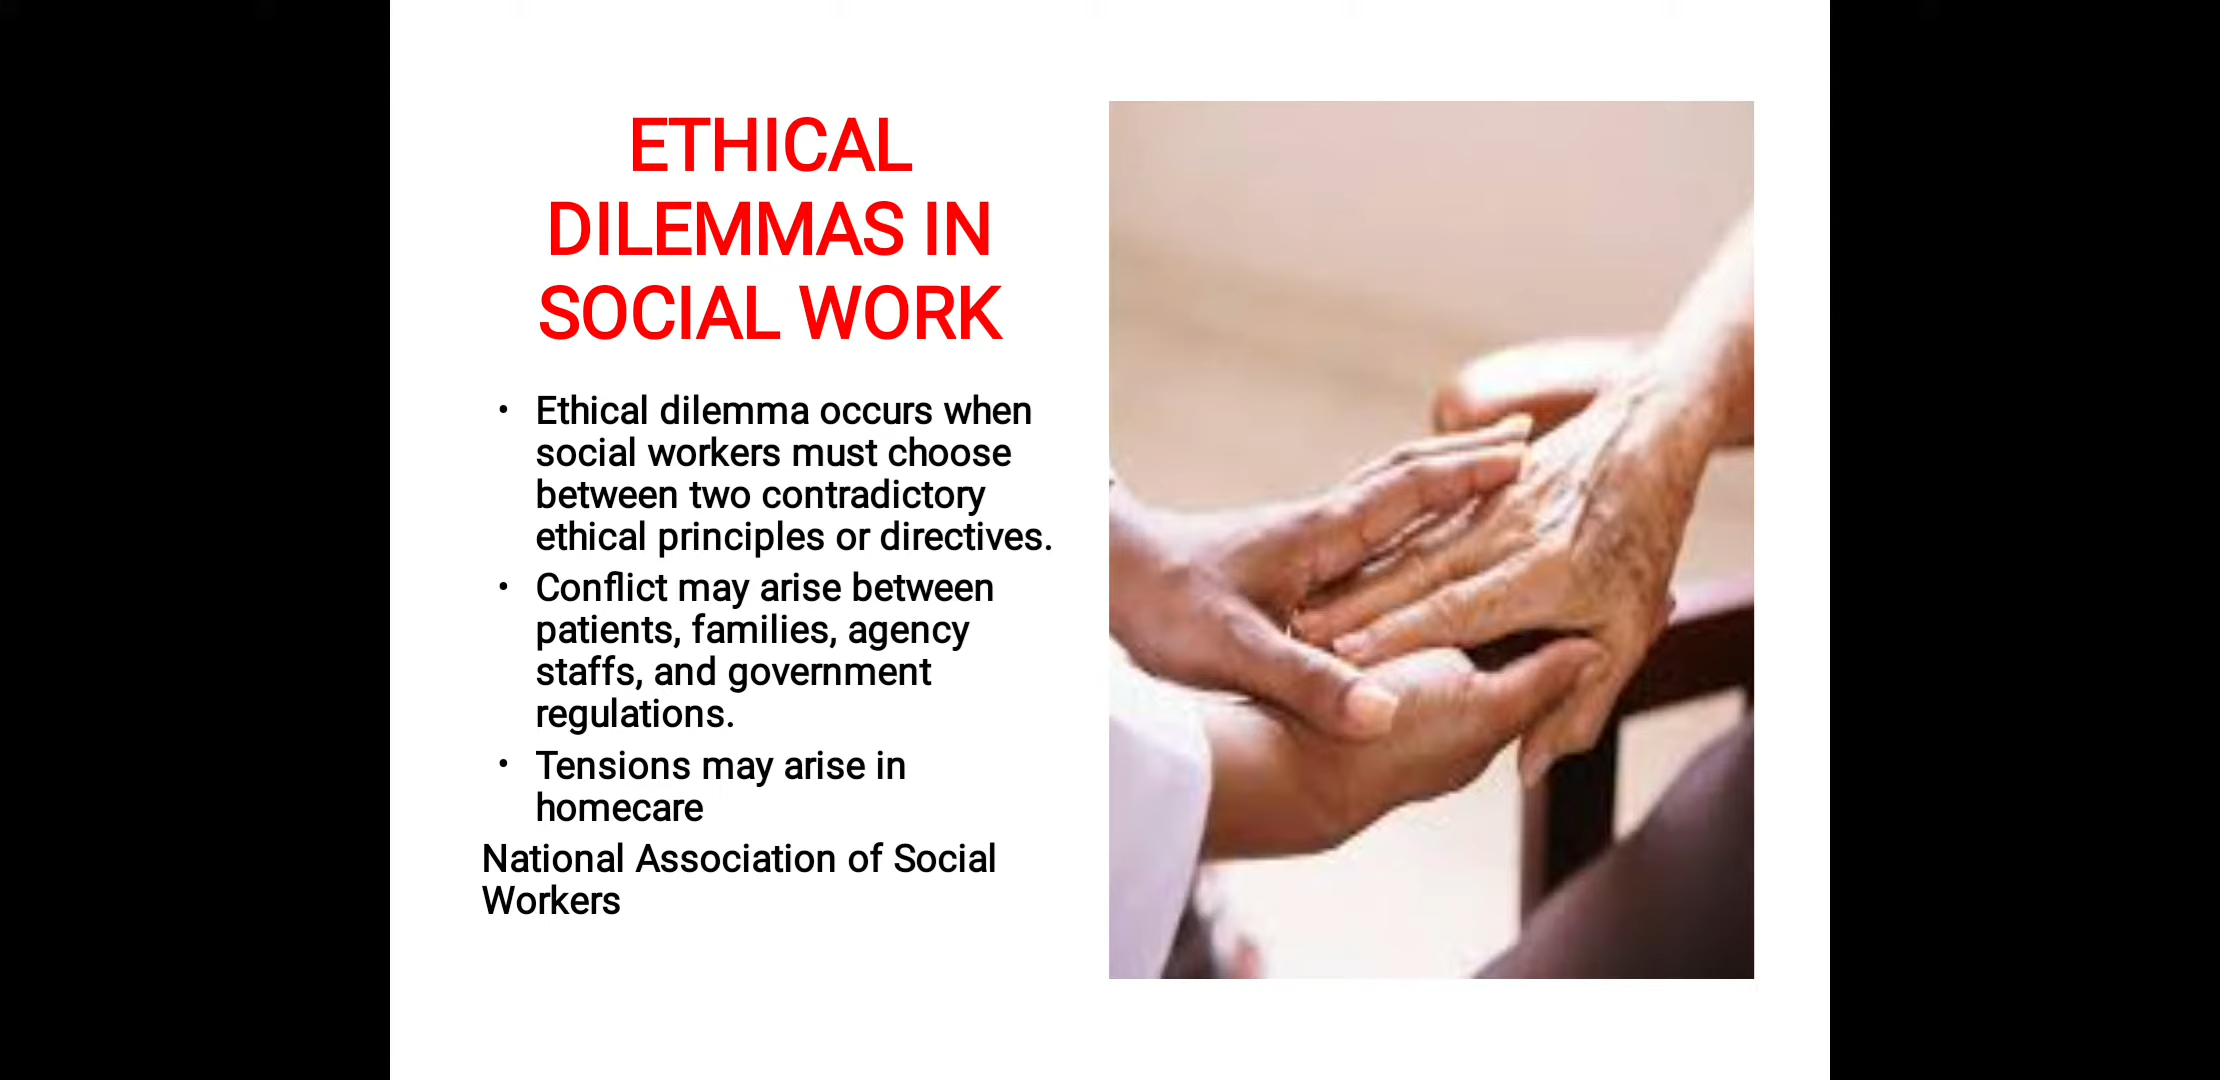 ETHICAL
DILEMMAS IN
SOCIAL WORK
• Ethical dilemma occurs when
social workers must choose
between two contradictory
ethical principles or directives.
• Conflict may arise between
patients, families, agency
staffs, and government
regulations.
• Tensions may arise in
homecare
National Association of Social
Workers